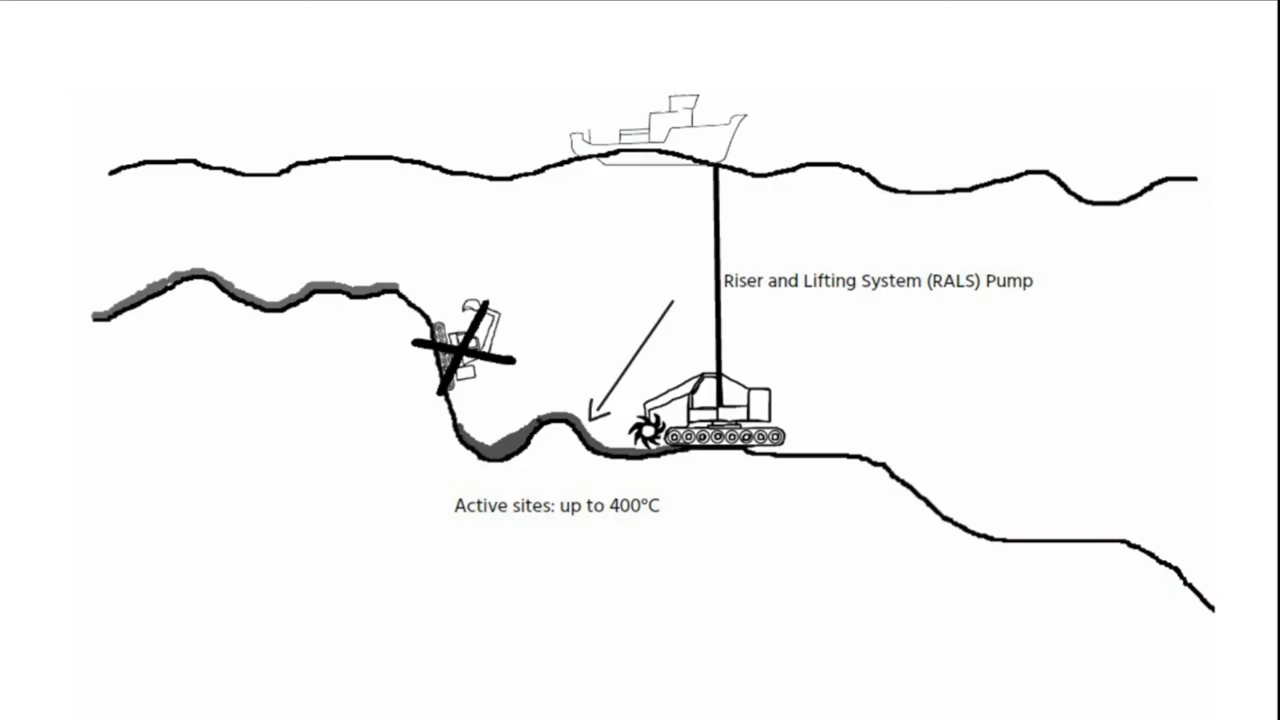 Riser and Lifting System (RALS) Pump
Active sites: up to 400°C